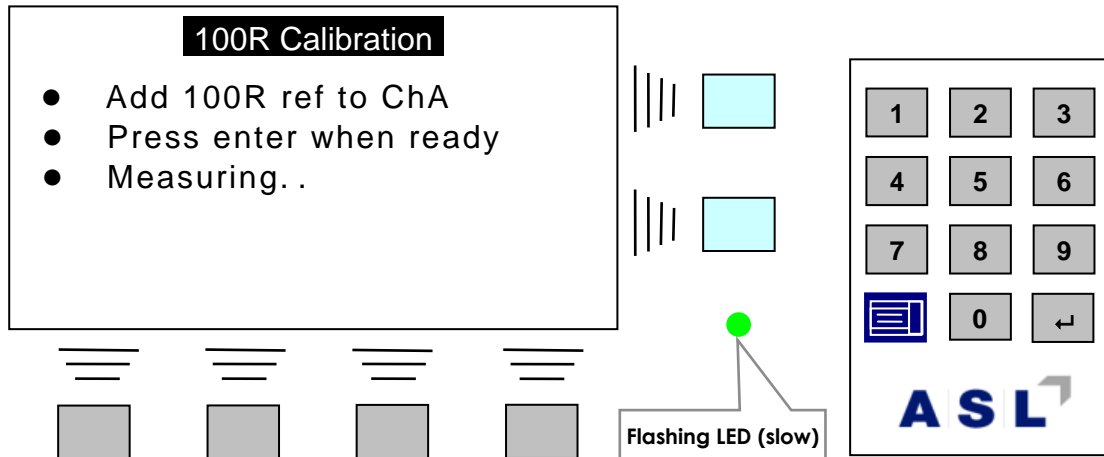 100R Calibration
● Add 100R ref to ChA
● Press enter when ready
● Measuring. .
Flashing LED (slow)
1 2 3
4 5 6
7 8 9
0 ↵
ASL